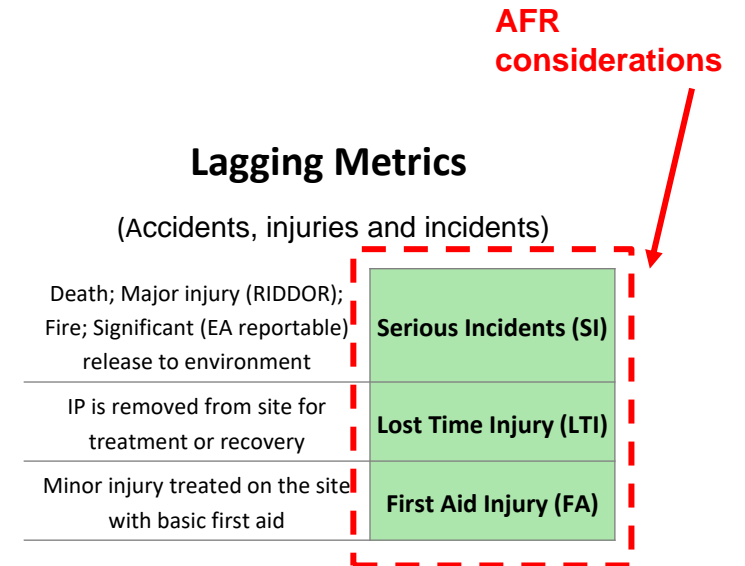 AFR
considerations
Lagging Metrics
(Accidents, injuries and incidents)
Death; Major injury (RIDDOR);
Fire; Significant (EA reportable)
release to environment
Serious Incidents (SI)
IP is removed from site for
treatment or recovery
Lost Time Injury (LTI)
Minor injury treated on the site
with basic first aid
First Aid Injury (FA)